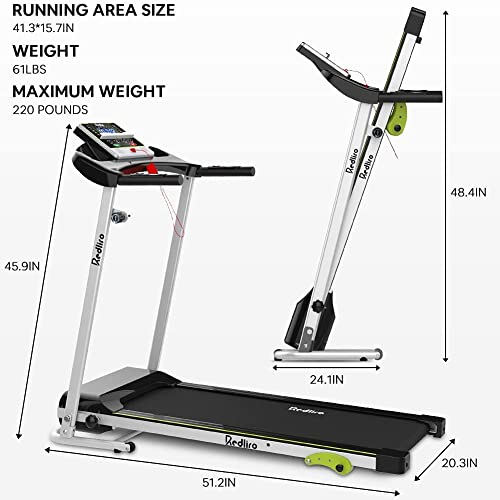 RUNNING AREA SIZE
41.3*15.7IN
WEIGHT
61LBS
MAXIMUM WEIGHT
220 POUNDS
48.4IN
45.9IN
24.1IN
20.3IN
51.2IN
Redliro
Redliro
Redliro
Redliro
Redliro